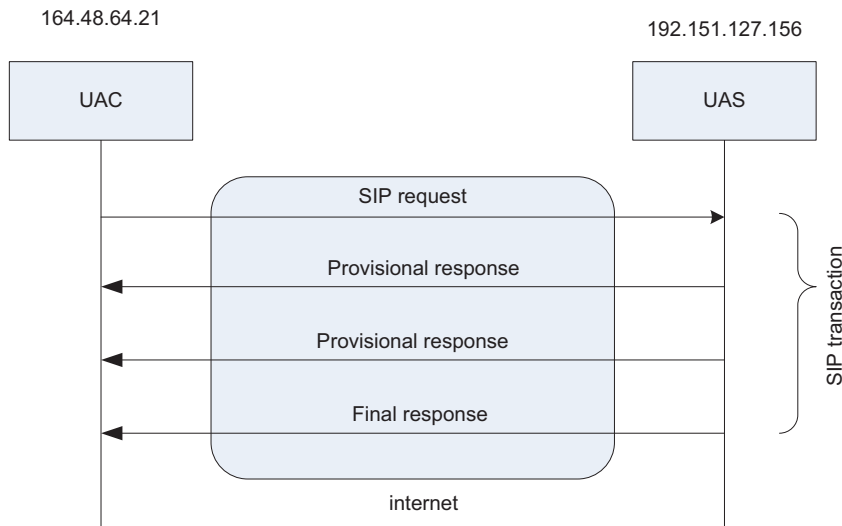 164.48.64.21
192.151.127.156
UAC
UAS
SIP request
Provisional response
Provisional response
Final response
SIP transaction
internet